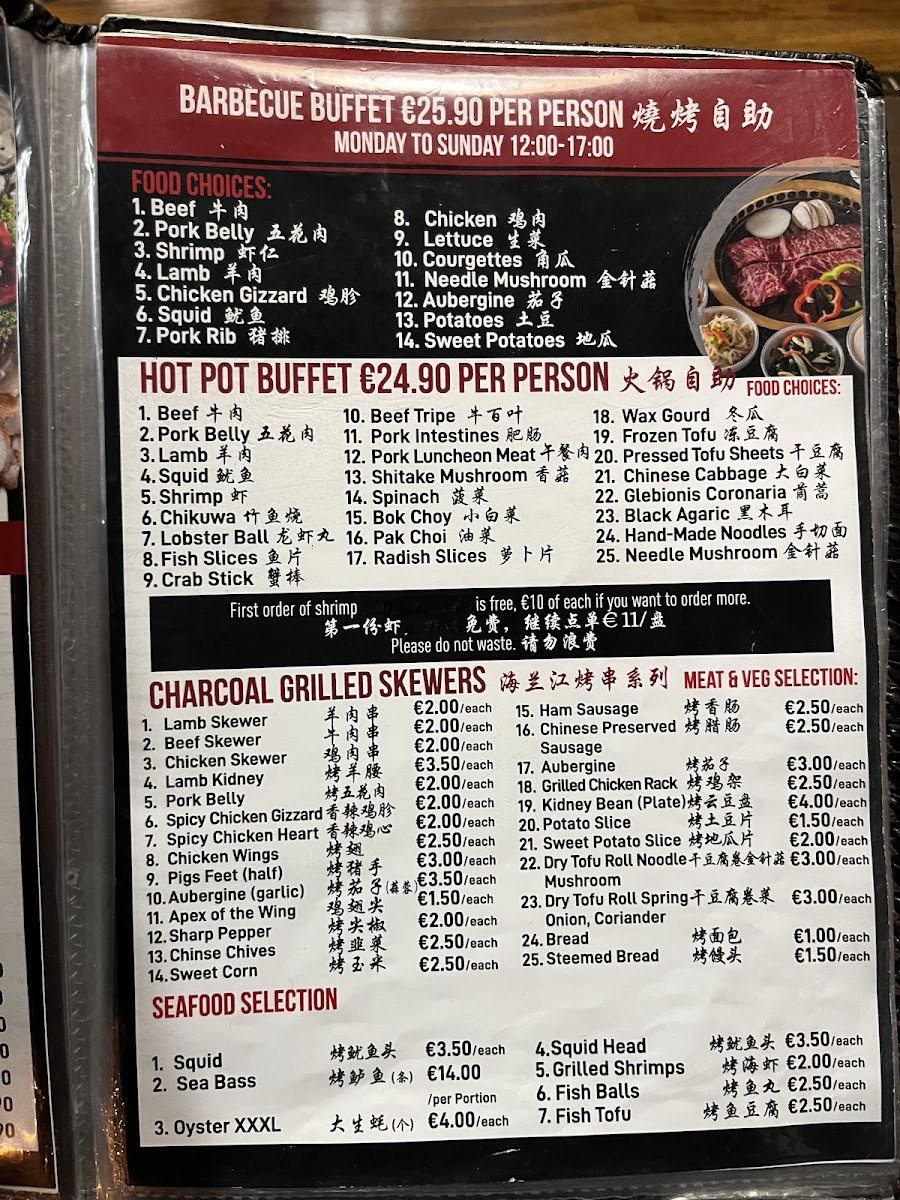 BARBECUE BUFFET €25.90 PER PERSON 燒烤自助
MONDAY TO SUNDAY 12:00-17:00
FOOD CHOICES:
1. Beef 牛肉
2. Pork Belly 五花肉
3. Shrimp 虾仁
4. Lamb 羊肉
5. Chicken Gizzard 鸡胗
6. Squid 鱿鱼
7. Pork Rib 猪排
8. Chicken 鸡肉
9. Lettuce 生菜
10. Courgettes 角瓜
11. Needle Mushroom 金针菇
12. Aubergine 茄子
13. Potatoes 土豆
14. Sweet Potatoes 地瓜
HOT POT BUFFET €24.90 PER PERSON 火锅自助 FOOD CHOICES:
1. Beef 牛肉
2. Pork Belly 五花肉
3. Lamb 羊肉
4. Squid 鱿鱼
5. Shrimp 虾
6. Chikuwa 竹鱼烧
7. Lobster Ball 龙虾丸
8. Fish Slices 鱼片
9. Crab Stick 蟹棒
10. Beef Tripe 牛百叶
11. Pork Intestines 肥肠
12. Pork Luncheon Meat 午餐肉
13. Shitake Mushroom 香菇
14. Spinach 菠菜
15. Bok Choy 小白菜
16. Pak Choi 油菜
17. Radish Slices 萝卜片
18. Wax Gourd 冬瓜
19. Frozen Tofu 冻豆腐
20. Pressed Tofu Sheets 干豆腐
21. Chinese Cabbage 大白菜
22. Glebionis Coronaria 茼蒿
23. Black Agaric 黑木耳
24. Hand-Made Noodles 手切面
25. Needle Mushroom 金针菇
First order of shrimp is free, €10 of each if you want to order more.
第一份虾, 免费, 继续点单€11/盘
Please do not waste. 请勿浪费
CHARCOAL GRILLED SKEWERS 海兰江烤串系列 MEAT & VEG SELECTION:
1. Lamb Skewer 羊肉串 €2.00/each
2. Beef Skewer 牛肉串 €2.00/each
3. Chicken Skewer 鸡肉串 €2.00/each
4. Lamb Kidney 烤羊腰 €3.50/each
5. Pork Belly 烤五花肉 €2.00/each
6. Spicy Chicken Gizzard 香辣鸡胗 €2.00/each
7. Spicy Chicken Heart 香辣鸡心 €2.00/each
8. Chicken Wings 烤翅 €2.50/each
9. Pigs Feet (half) 烤猪手 €3.00/each
10. Aubergine (garlic) 烤茄子(蒜蓉) €3.50/each
11. Apex of the Wing 鸡翅尖 €1.50/each
12. Sharp Pepper 烤尖椒 €2.00/each
13. Chinse Chives 烤韭菜 €2.50/each
14. Sweet Corn 烤玉米 €2.50/each
15. Ham Sausage 烤香肠 €2.50/each
16. Chinese Preserved 烤腊肠 €2.50/each
Sausage
17. Aubergine 烤茄子 €3.00/each
18. Grilled Chicken Rack 烤鸡架 €2.50/each
19. Kidney Bean (Plate) 烤云豆盘 €4.00/each
20. Potato Slice 烤土豆片 €1.50/each
21. Sweet Potato Slice 烤地瓜片 €2.00/each
22. Dry Tofu Roll Noodle 干豆腐卷金针菇 €3.00/each
Mushroom
23. Dry Tofu Roll Spring 干豆腐卷菜 €3.00/each
Onion, Coriander
24. Bread 烤面包 €1.00/each
25. Steemed Bread 烤馒头 €1.50/each
SEAFOOD SELECTION
1. Squid 烤鱿鱼头 €3.50/each
2. Sea Bass 烤鲈鱼(条) €14.00
/per Portion
3. Oyster XXXL 大生蚝(个) €4.00/each
4. Squid Head 烤鱿鱼头 €3.50/each
5. Grilled Shrimps 烤海虾 €2.00/each
6. Fish Balls 烤鱼丸 €2.50/each
7. Fish Tofu 烤鱼豆腐 €2.50/each